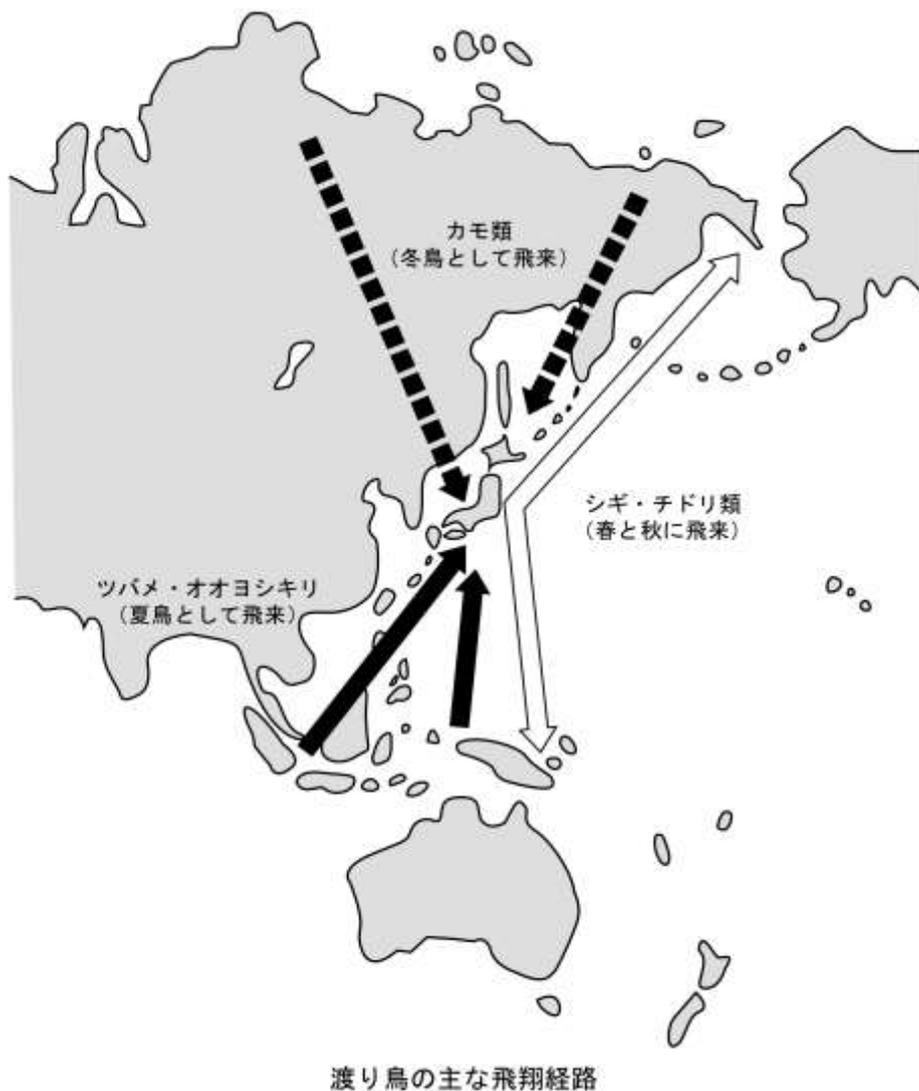 カモ類
（冬鳥として飛来）
シギ・チドリ類
（春と秋に飛来）
ツバメ・オオヨシキリ
（夏鳥として飛来）
渡り鳥の主な飛翔経路